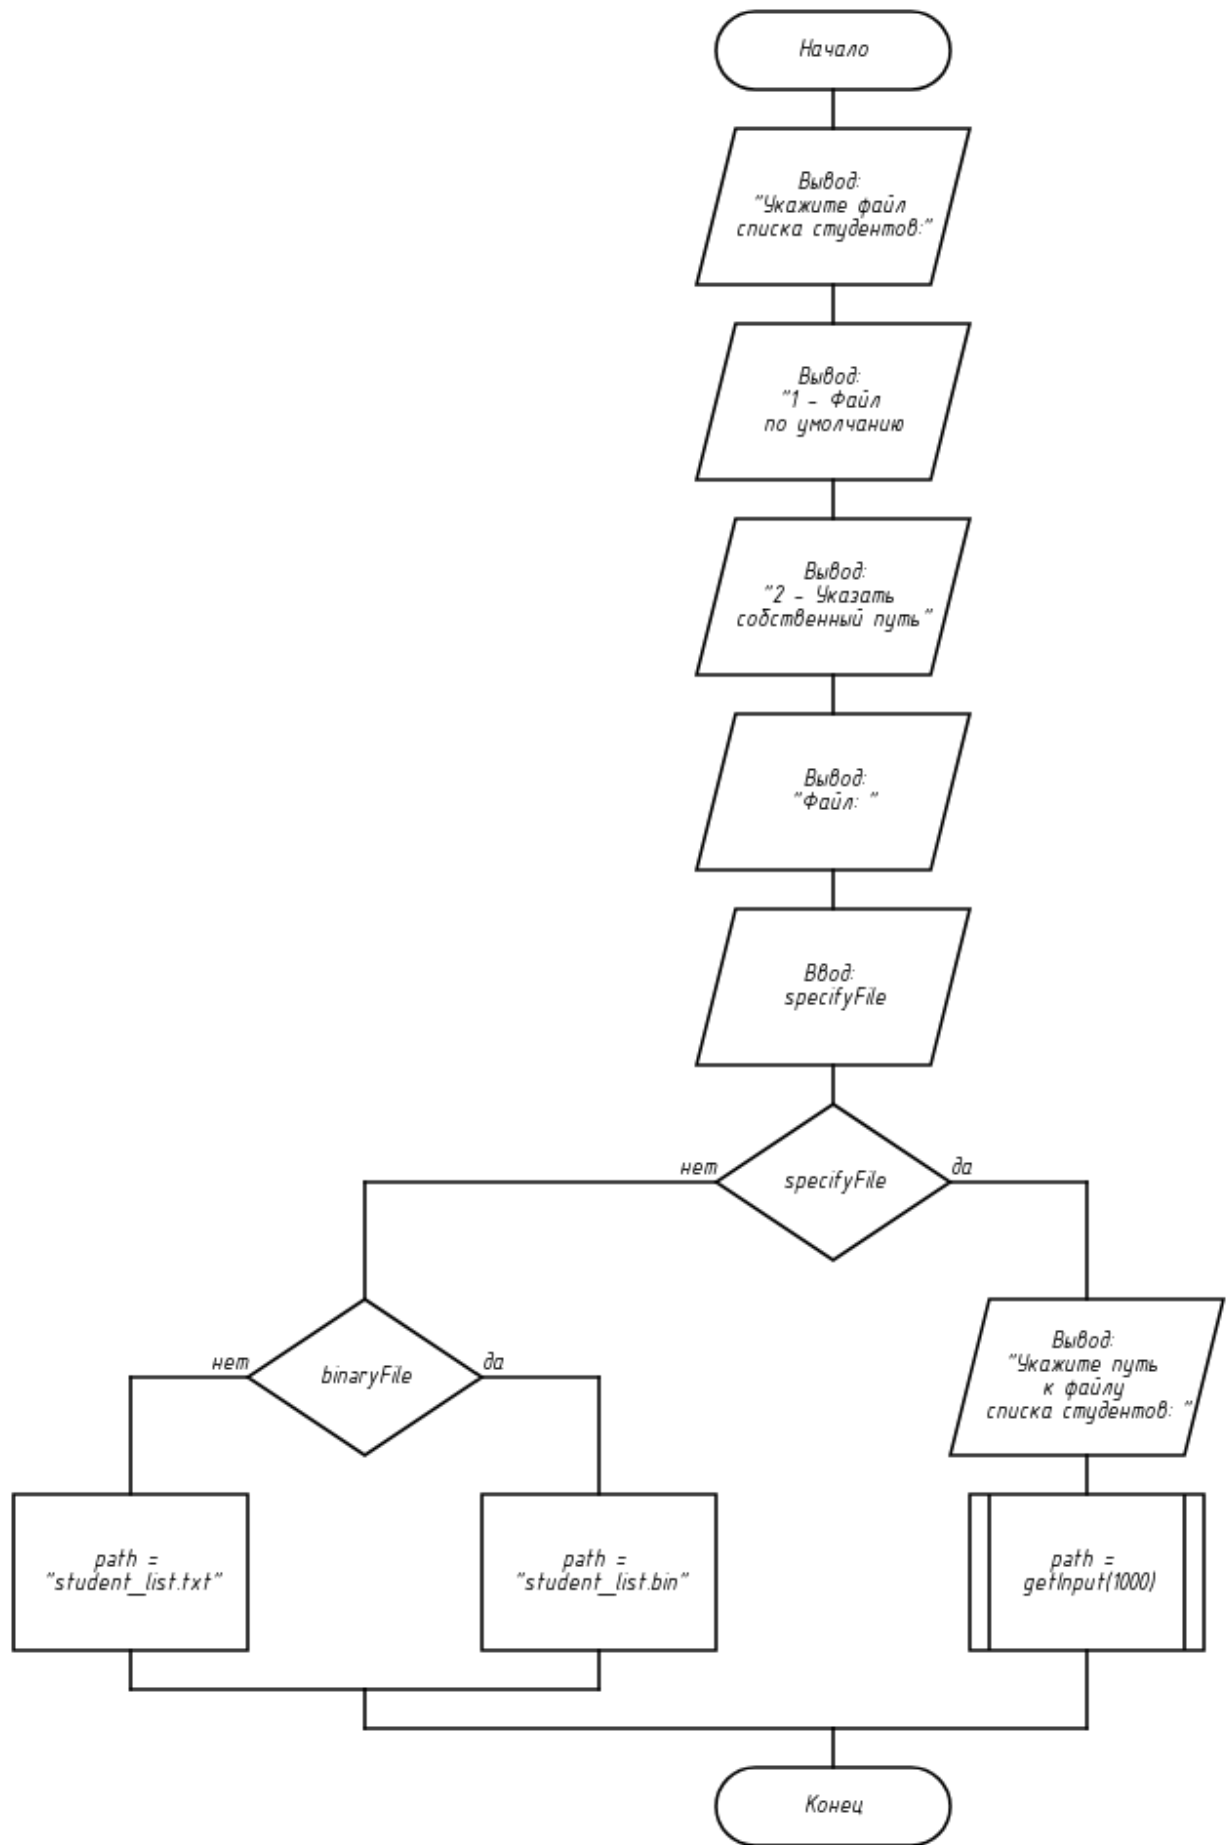 Начало
Вывод:
"Укажите файл
списка студентов:"
Вывод:
"1 - Файл
по умолчанию
Вывод:
"2 - Указать
собственный путь"
Вывод:
"Файл: "
Ввод:
specifyFile
нет
specifyFile
да
нет
binaryFile
да
Вывод:
"Укажите путь
к файлу
списка студентов: "
path =
"student_list.txt"
path =
"student_list.bin"
path =
getInput(1000)
Конец